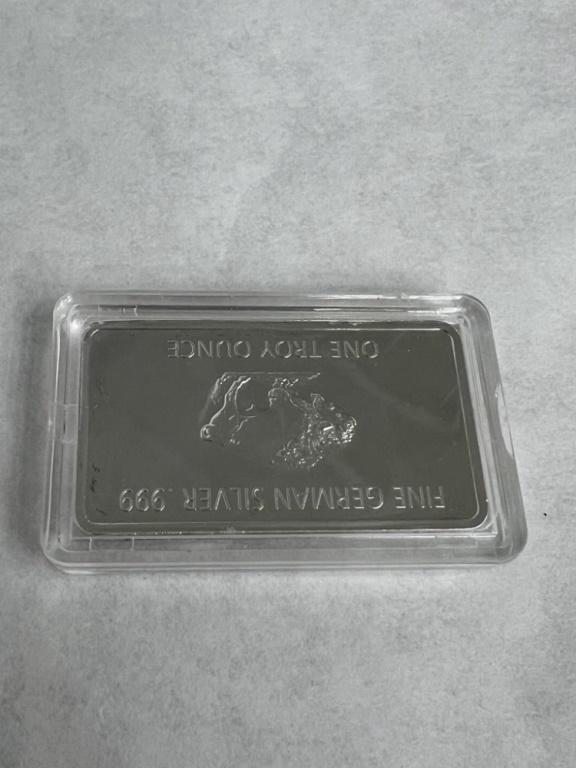 ONE TROY OUNCE
FINE GERMAN SILVER .999